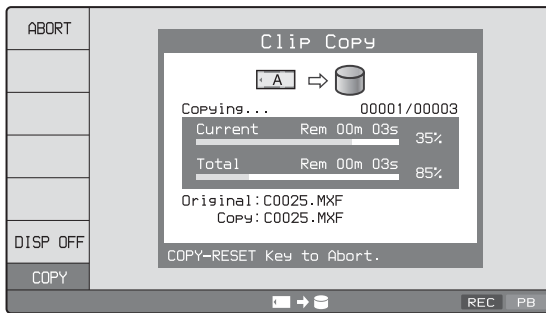 ABORT
Clip Copy
A
Copying... 00001/00003
Current Rem 00m 03s 35%
Total Rem 00m 03s 85%
Original:C0025.MXF
Copy:C0025.MXF
DISP OFF
COPY-RESET Key to Abort.
COPY
REC PB